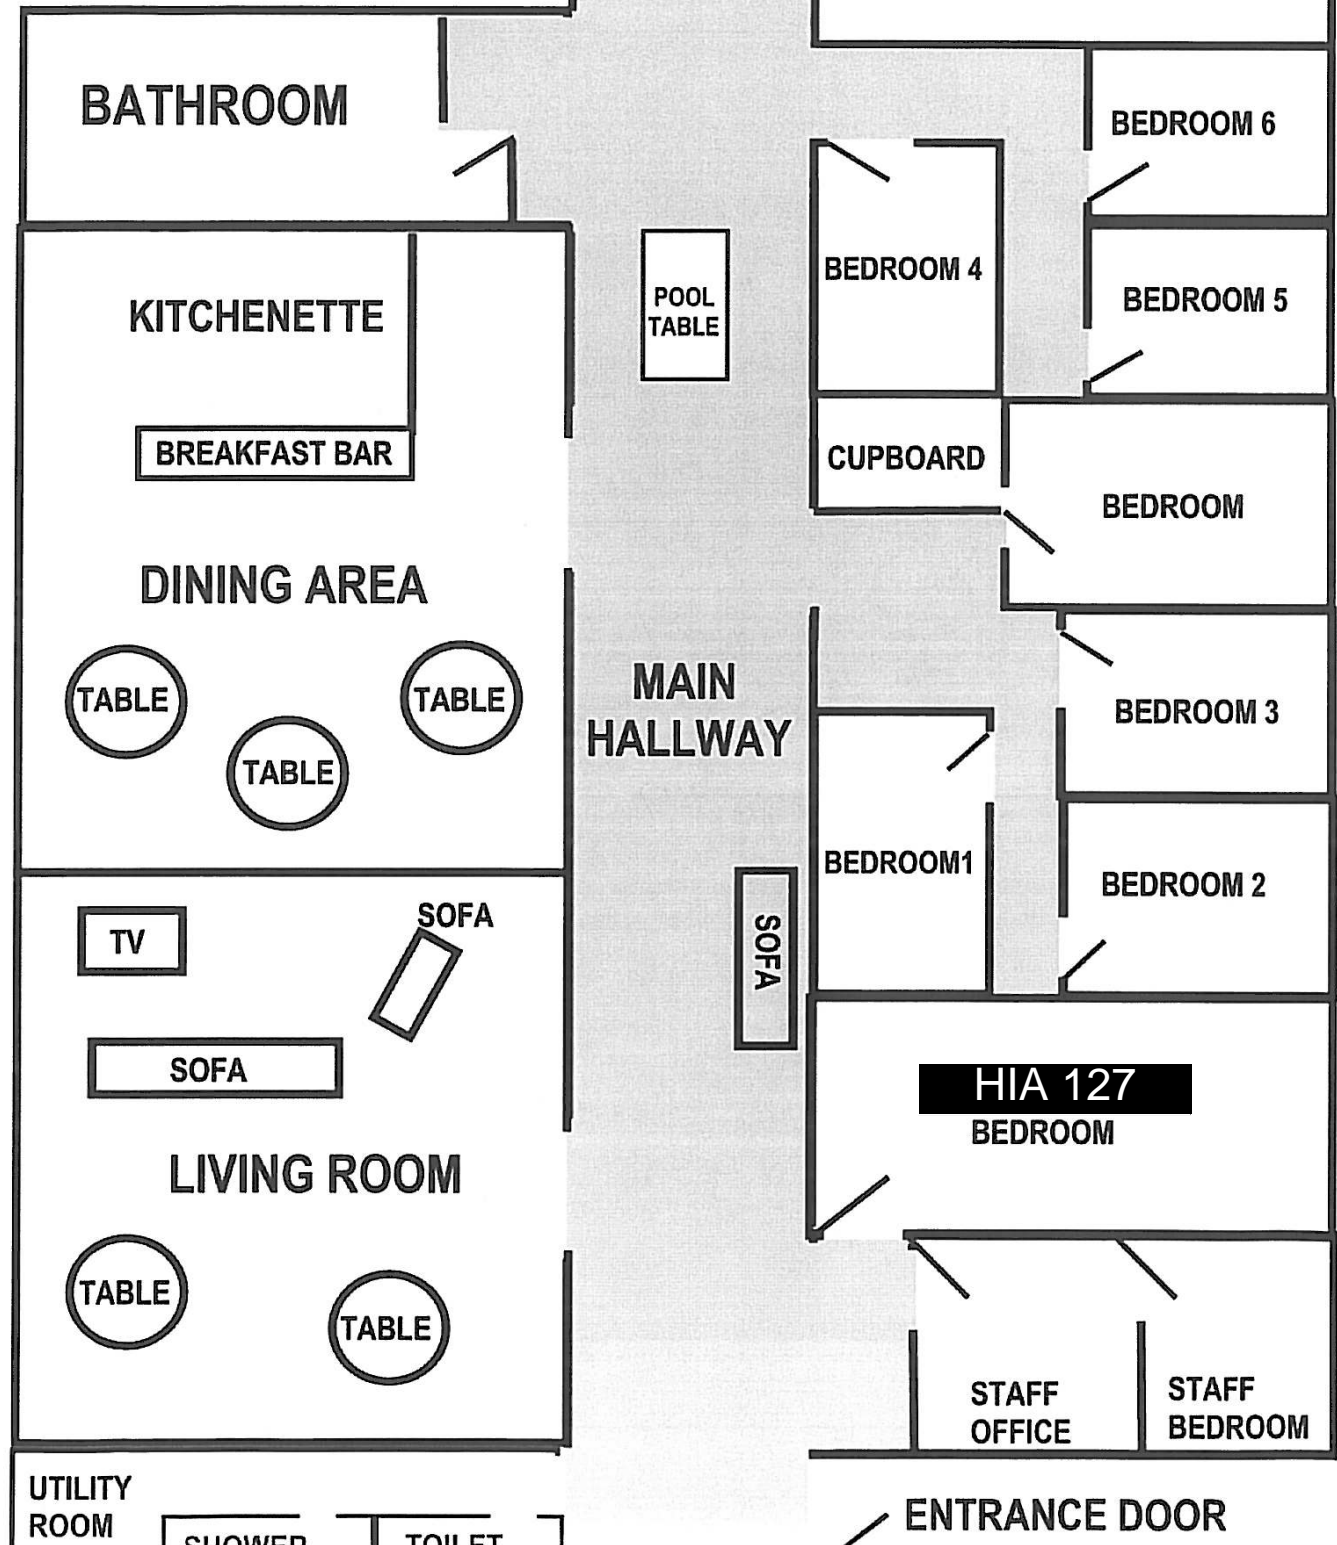 BATHROOM
BEDROOM 6
BEDROOM 4
POOL
TABLE
BEDROOM 5
KITCHENETTE
BREAKFAST BAR
CUPBOARD
BEDROOM
DINING AREA
TABLE
TABLE
TABLE
MAIN
HALLWAY
BEDROOM 3
BEDROOM1
BEDROOM 2
TV
SOFA
SOFA
SOFA
HIA 127
BEDROOM
LIVING ROOM
TABLE
TABLE
STAFF
OFFICE
STAFF
BEDROOM
UTILITY
ROOM
SHOWER
TOILET
ENTRANCE DOOR